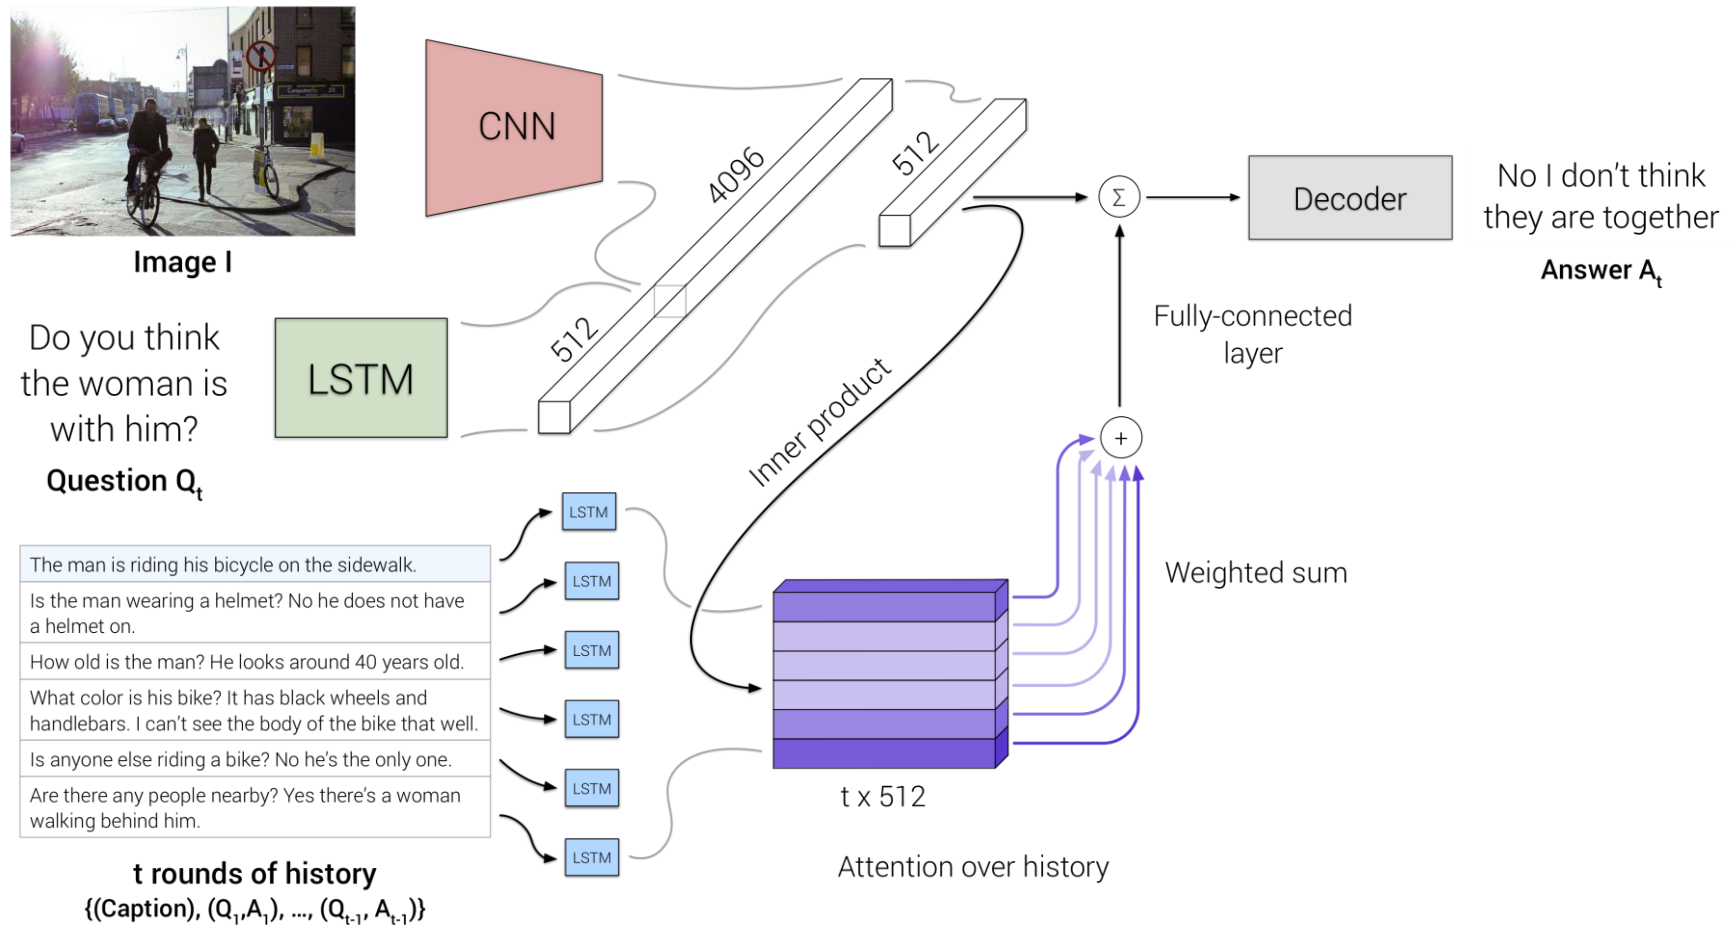 Image I
CNN
4096
512
512
LSTM
Do you think
the woman is
with him?
Question Qt
Σ
Decoder
No I don't think
they are together
Answer At
Fully-connected
layer
Inner product
+
Weighted sum
The man is riding his bicycle on the sidewalk.
Is the man wearing a helmet? No he does not have
a helmet on.
How old is the man? He looks around 40 years old.
What color is his bike? It has black wheels and
handlebars. I can't see the body of the bike that well.
Is anyone else riding a bike? No he's the only one.
Are there any people nearby? Yes there's a woman
walking behind him.
LSTM
LSTM
LSTM
LSTM
LSTM
LSTM
t rounds of history
{(Caption), (Q1,A1), ..., (Qt-1, At-1)}
t x 512
Attention over history